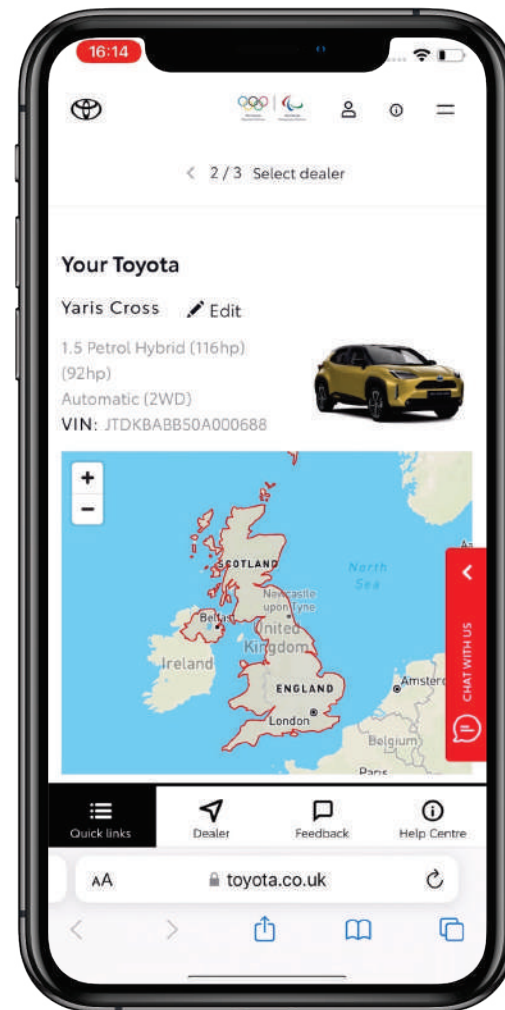 16:14
2 / 3 Select dealer
Your Toyota
Yaris Cross
Edit
1.5 Petrol Hybrid (116hp)
(92hp)
Automatic (2WD)
VIN: JTDKBABB50A000688
+
−
SCOTLAND
North
Sea
Newcastle
upon Tyne
Belfas
United
Kingdom
Ireland
ENGLAND
London
Amster
Belgium
Paris
CHAT WITH US
Quick links
Dealer
Feedback
Help Centre
AA
toyota.co.uk